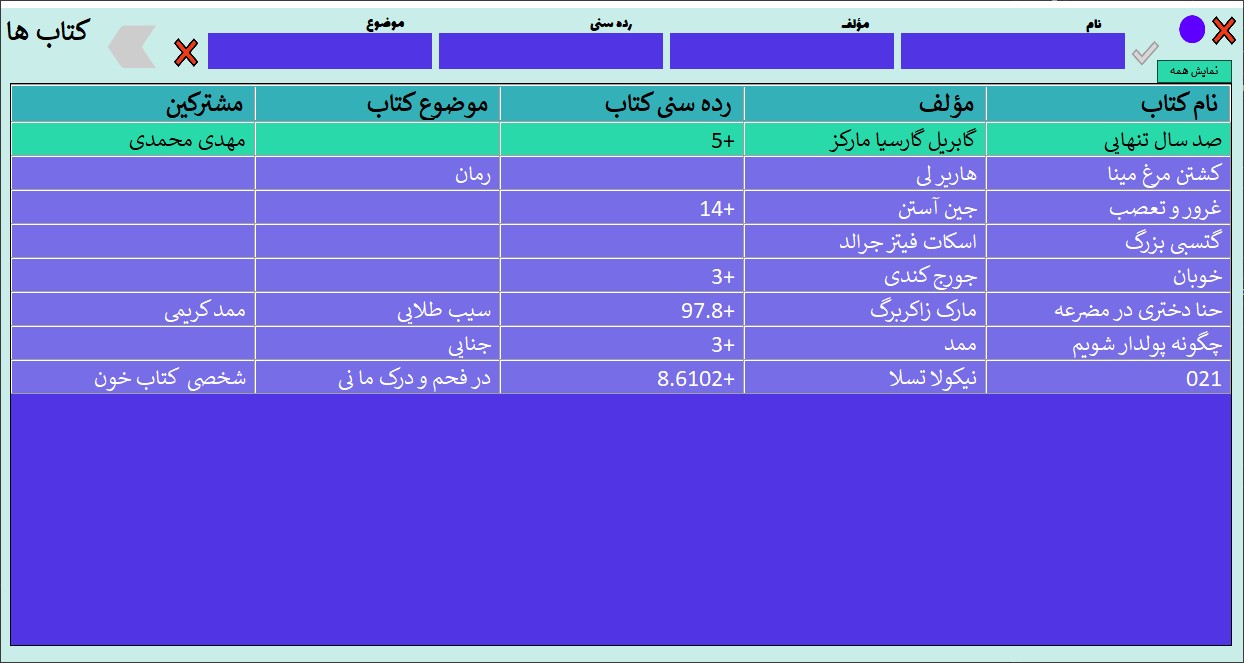 کتاب ها
نام مؤلف رده سنی موضوع
نمایش همه
نام کتاب مؤلف رده سنی کتاب موضوع کتاب مشترکین
صد سال تنهایی گابریل گارسیا مارکز 5+ مهدی محمدی
کشتن مرغ مینا هارپر لی رمان
غرور و تعصب جین آستن 14+
گتسبی بزرگ اسکات فیتز جرالد
خوبان جورج کندی 3+
حنا دختری در مضرعه مارک زاکربرگ 97.8+ سیب طلایی ممد کریمی
چگونه پولدار شویم ممد 3+ جنایی
021 نیکولا تسلا 8.6102+ در فحم و درک ما نی شخصی کتاب خون